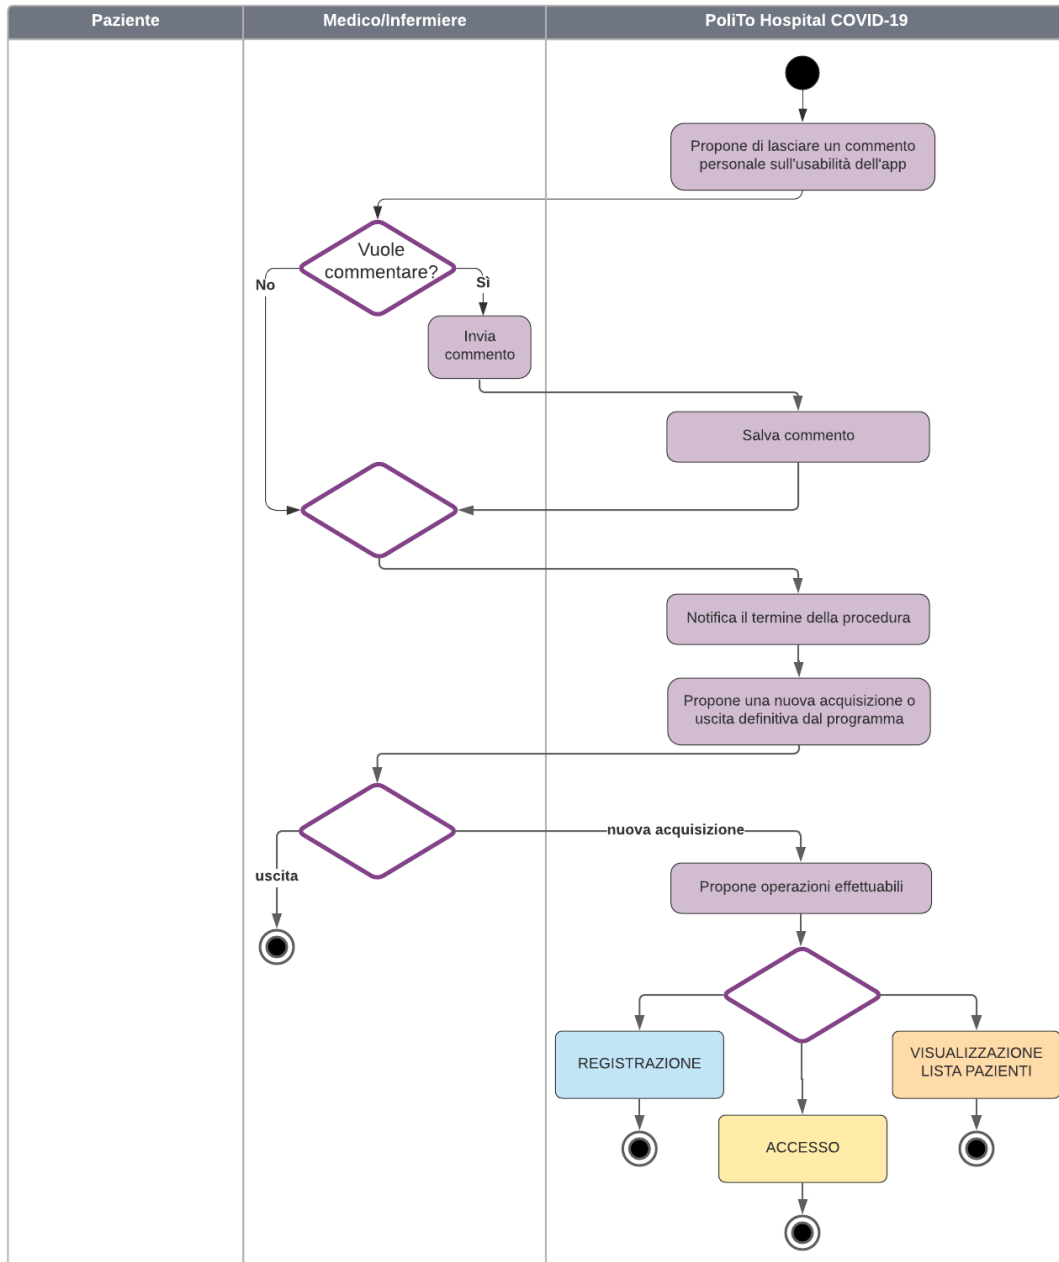 Paziente
Medico/Infermiere
PoliTo Hospital COVID-19
Propone di lasciare un commento
personale sull'usabilità dell'app
Vuole
commentare?
No
Sì
Invia
commento
Salva commento
Notifica il termine della procedura
Propone una nuova acquisizione o
uscita definitiva dal programma
nuova acquisizione
uscita
Propone operazioni effettuabili
REGISTRAZIONE
VISUALIZZAZIONE
LISTA PAZIENTI
ACCESSO